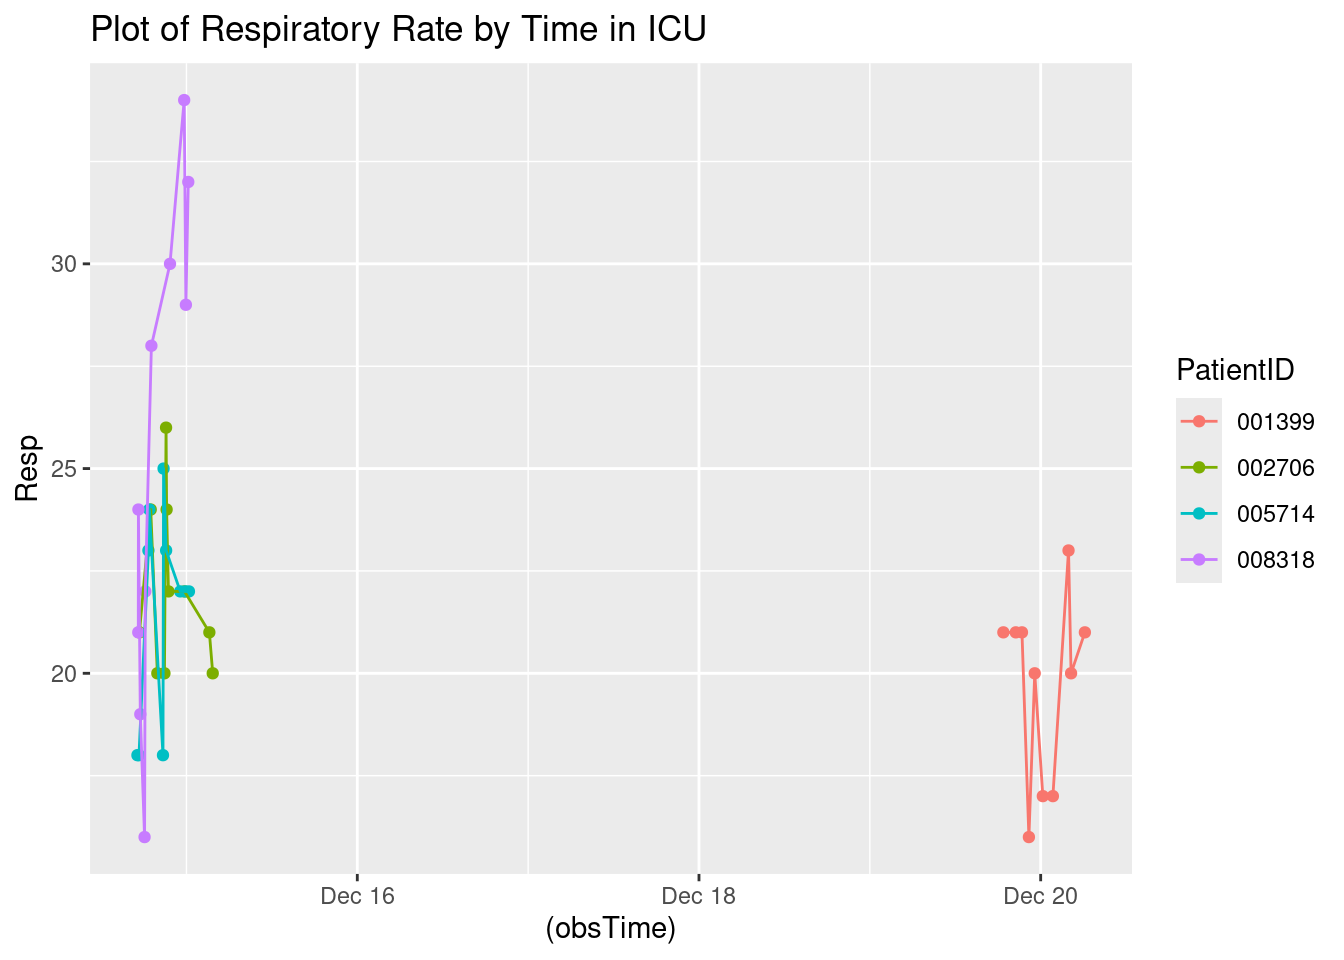 Plot of Respiratory Rate by Time in ICU
Resp
30
25
20
Dec 16
Dec 18
Dec 20
(obsTime)
PatientID
001399
002706
005714
008318